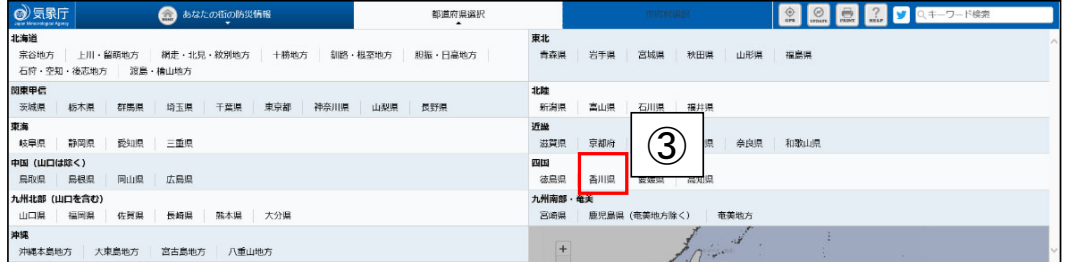 気象庁
Japan Meteorological Agency
あなたの街の防災情報
都道府県選択
市町村選択
GPS
UPDATE
PRINT
HELP
キーワード検索
北海道
宗谷地方 上川・留萌地方 網走・北見・紋別地方 十勝地方 釧路・根室地方 胆振・日高地方
石狩・空知・後志地方 渡島・檜山地方
東北
青森県 岩手県 宮城県 秋田県 山形県 福島県
関東甲信
茨城県 栃木県 群馬県 埼玉県 千葉県 東京都 神奈川県 山梨県 長野県
北陸
新潟県 富山県 石川県 福井県
東海
岐阜県 静岡県 愛知県 三重県
近畿
滋賀県 京都府 県 奈良県 和歌山県
③
中国(山口は除く)
鳥取県 島根県 岡山県 広島県
四国
徳島県 香川県 愛媛県 高知県
九州北部(山口を含む)
山口県 福岡県 佐賀県 長崎県 熊本県 大分県
九州南部・奄美
宮崎県 鹿児島県(奄美地方除く) 奄美地方
沖縄
沖縄本島地方 大東島地方 宮古島地方 八重山地方
+